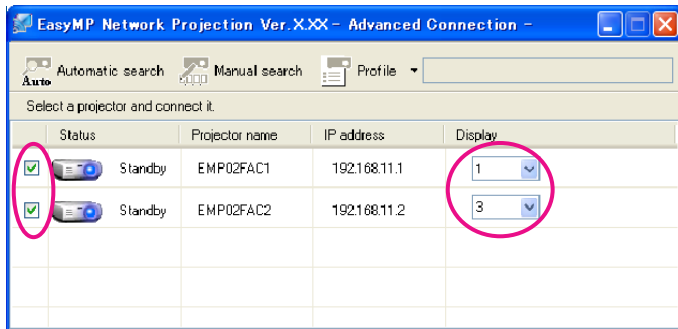 EasyMP Network Projection Ver.X.XX - Advanced Connection -
Auto Automatic search Manual search Profile
Select a projector and connect it.
Status Projector name IP address Display
Standby EMP02FAC1 192.168.11.1 1
Standby EMP02FAC2 192.168.11.2 3